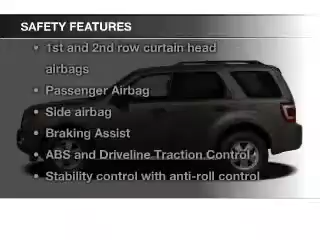 SAFETY FEATURES
• 1st and 2nd row curtain head
airbags
• Passenger Airbag
• Side airbag
• Braking Assist
• ABS and Driveline Traction Control
• Stability control with anti-roll control